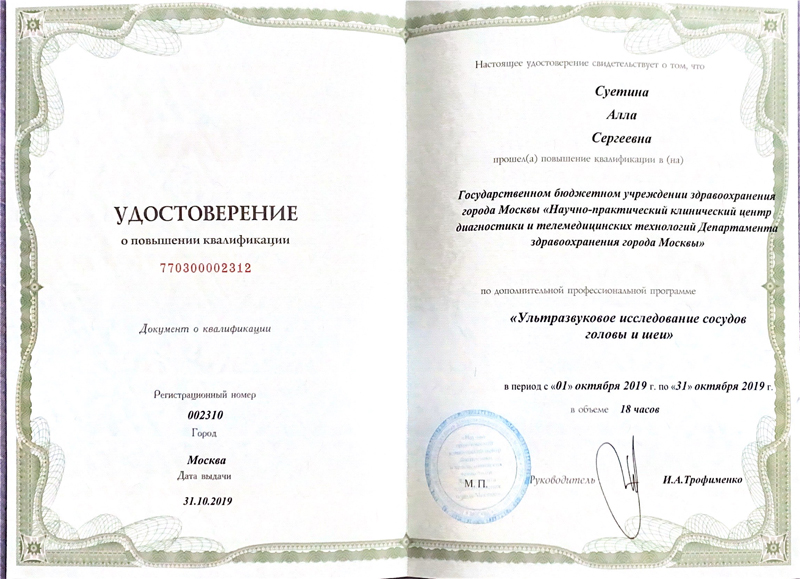 УДОСТОВЕРЕНИЕ
о повышении квалификации
770300002312
Документ о квалификации
Регистрационный номер
002310
Город
Москва
Дата выдачи
31.10.2019
Настоящее удостоверение свидетельствует о том, что
Суетина
Алла
Сергеевна
прошел(а) повышение квалификации в (на)
Государственном бюджетном учреждении здравоохранения
города Москвы «Научно-практический клинический центр
диагностики и телемедицинских технологий Департамента
здравоохранения города Москвы»
по дополнительной профессиональной программе
«Ультразвуковое исследование сосудов
головы и шеи»
в период с «01» октября 2019 г. по «31» октября 2019 г.
в объеме 18 часов
М. П.
Руководитель
И.А.Трофименко